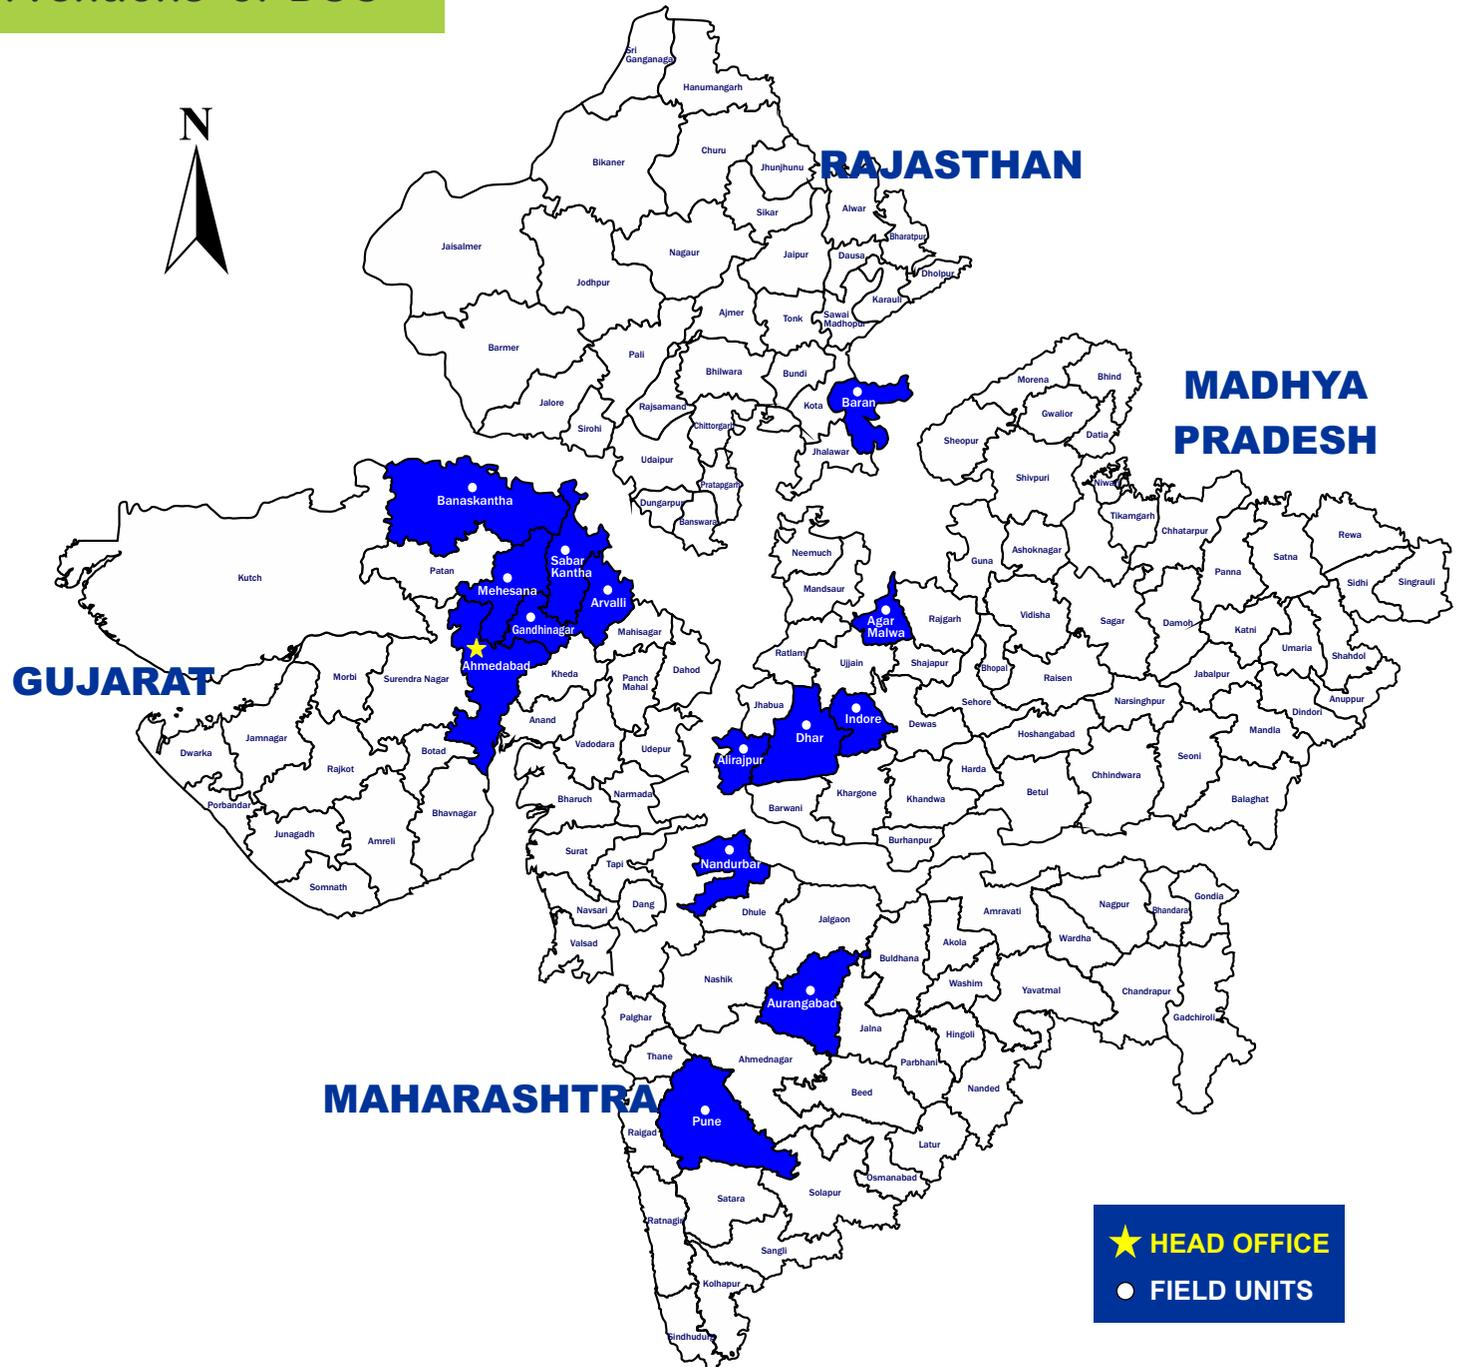 of DSC
N
Sri
Ganganagar
Hanumangarh
Churu
Bikaner
Jhunjhunu
RAJASTHAN
Sikar
Alwar
Bharatpur
Jaisalmer
Nagaur
Jaipur
Dausa
Dholpur
Jodhpur
Karauli
Ajmer
Tonk
Sawai
Madhopur
Barmer
Pali
Bhilwara
Bundi
Jalore
Rajsamand
Kota
Baran
Sirohi
Chittorgarh
Udaipur
Jhalawar
Pratapgarh
Dungarpur
Banswara
MADHYA
PRADESH
Morena
Bhind
Gwalior
Sheopur
Datia
Shivpuri
Niwari
Tikamgarh
Chhatarpur
Rewa
Neemuch
Guna
Ashoknagar
Satna
Panna
Sidhi
Singrauli
Mandsaur
Agar
Malwa
Rajgarh
Vidisha
Sagar
Damoh
Katni
Umaria
Shahdol
Ratlam
Ujjain
Shajapur
Bhopal
Raisen
Jabalpur
Anuppur
Jhabua
Indore
Dewas
Sehore
Narsinghpur
Dindori
Dhar
Hoshangabad
Mandla
Alirajpur
Harda
Chhindwara
Seoni
Barwani
Khargone
Khandwa
Betul
Balaghat
Burhanpur
Banaskantha
Sabar
Kantha
Patan
Kutch
Mehesana
Arvalli
Gandhinagar
Mahisagar
GUJARAT
Ahmedabad
Morbi
Surendra Nagar
Kheda
Panch
Mahal
Dahod
Anand
Dwarka
Jamnagar
Botad
Vadodara
Udepur
Rajkot
Porbandar
Bhavnagar
Bharuch
Narmada
Junagadh
Amreli
Surat
Tapi
Somnath
Navsari
Dang
Valsad
Nandurbar
Dhule
Jalgaon
Amravati
Nagpur
Bhandara
Gondia
Akola
Wardha
Buldhana
Nashik
Washim
Yavatmal
Chandrapur
Aurangabad
Palghar
Jalna
Hingoli
Gadchiroli
Thane
Ahmednagar
Parbhani
Nanded
MAHARASHTRA
Beed
Pune
Raigad
Latur
Osmanabad
Satara
Solapur
Ratnagiri
Sangli
Kolhapur
Sindhudurg
HEAD OFFICE
FIELD UNITS